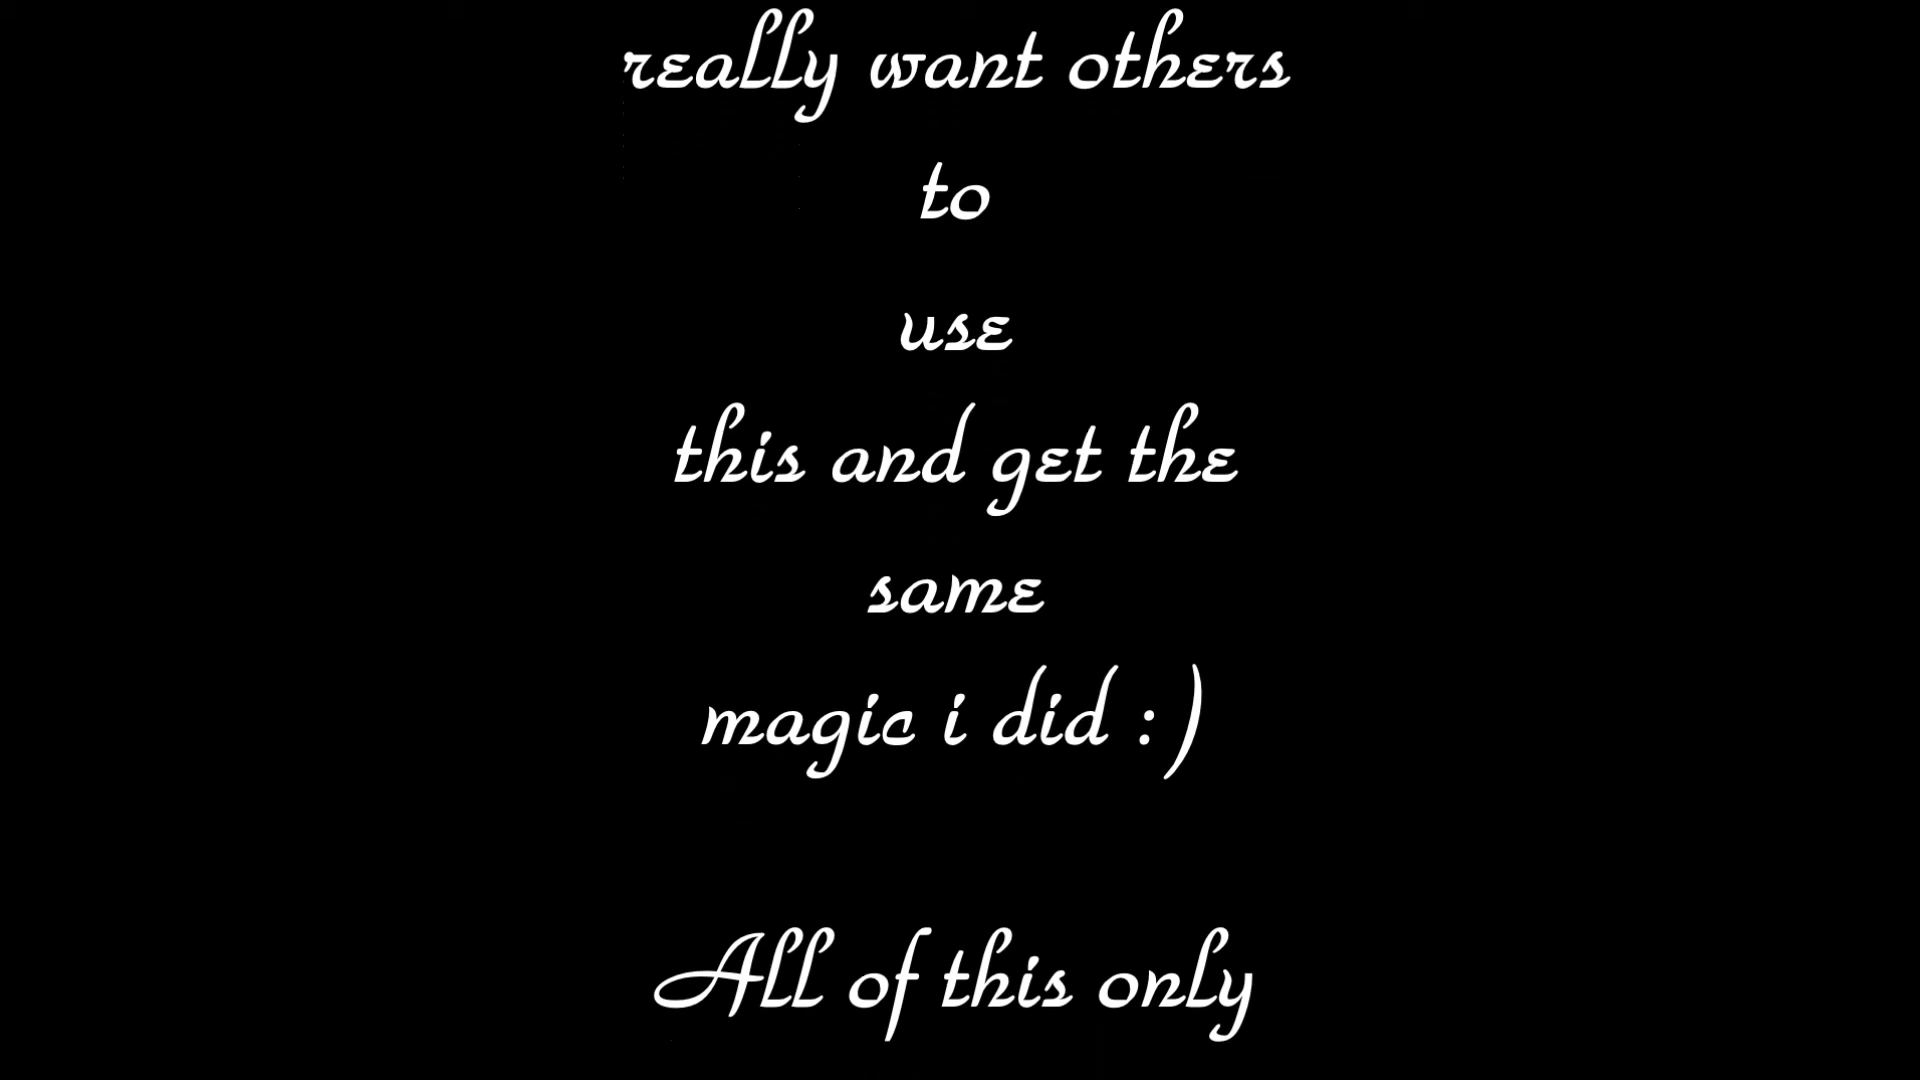 really want others
to
use
this and get the
same
magic i did :)
All of this only